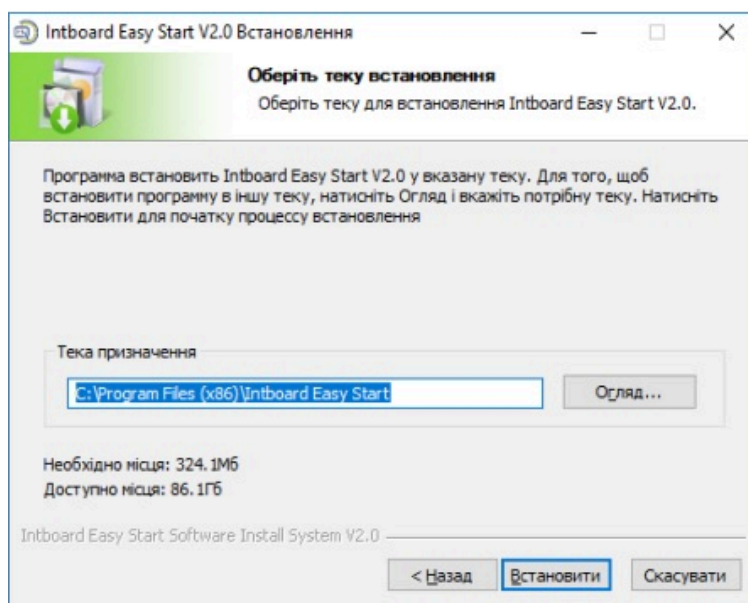 Intboard Easy Start V2.0 Встановлення
Оберіть теку встановлення
Оберіть теку для встановлення Intboard Easy Start V2.0.
Программа встановить Intboard Easy Start V2.0 у вказану теку. Для того, щоб
встановити программу в іншу теку, натисніть Огляд і вкажіть потрібну теку. Натисніть
Встановити для початку процессу встановлення
Тека призначення
C:\Program Files (x86)\Intboard Easy Start
Огляд...
Необхідно місця: 324.1Мб
Доступно місця: 86.1Гб
Intboard Easy Start Software Install System V2.0
< Назад Встановити Скасувати